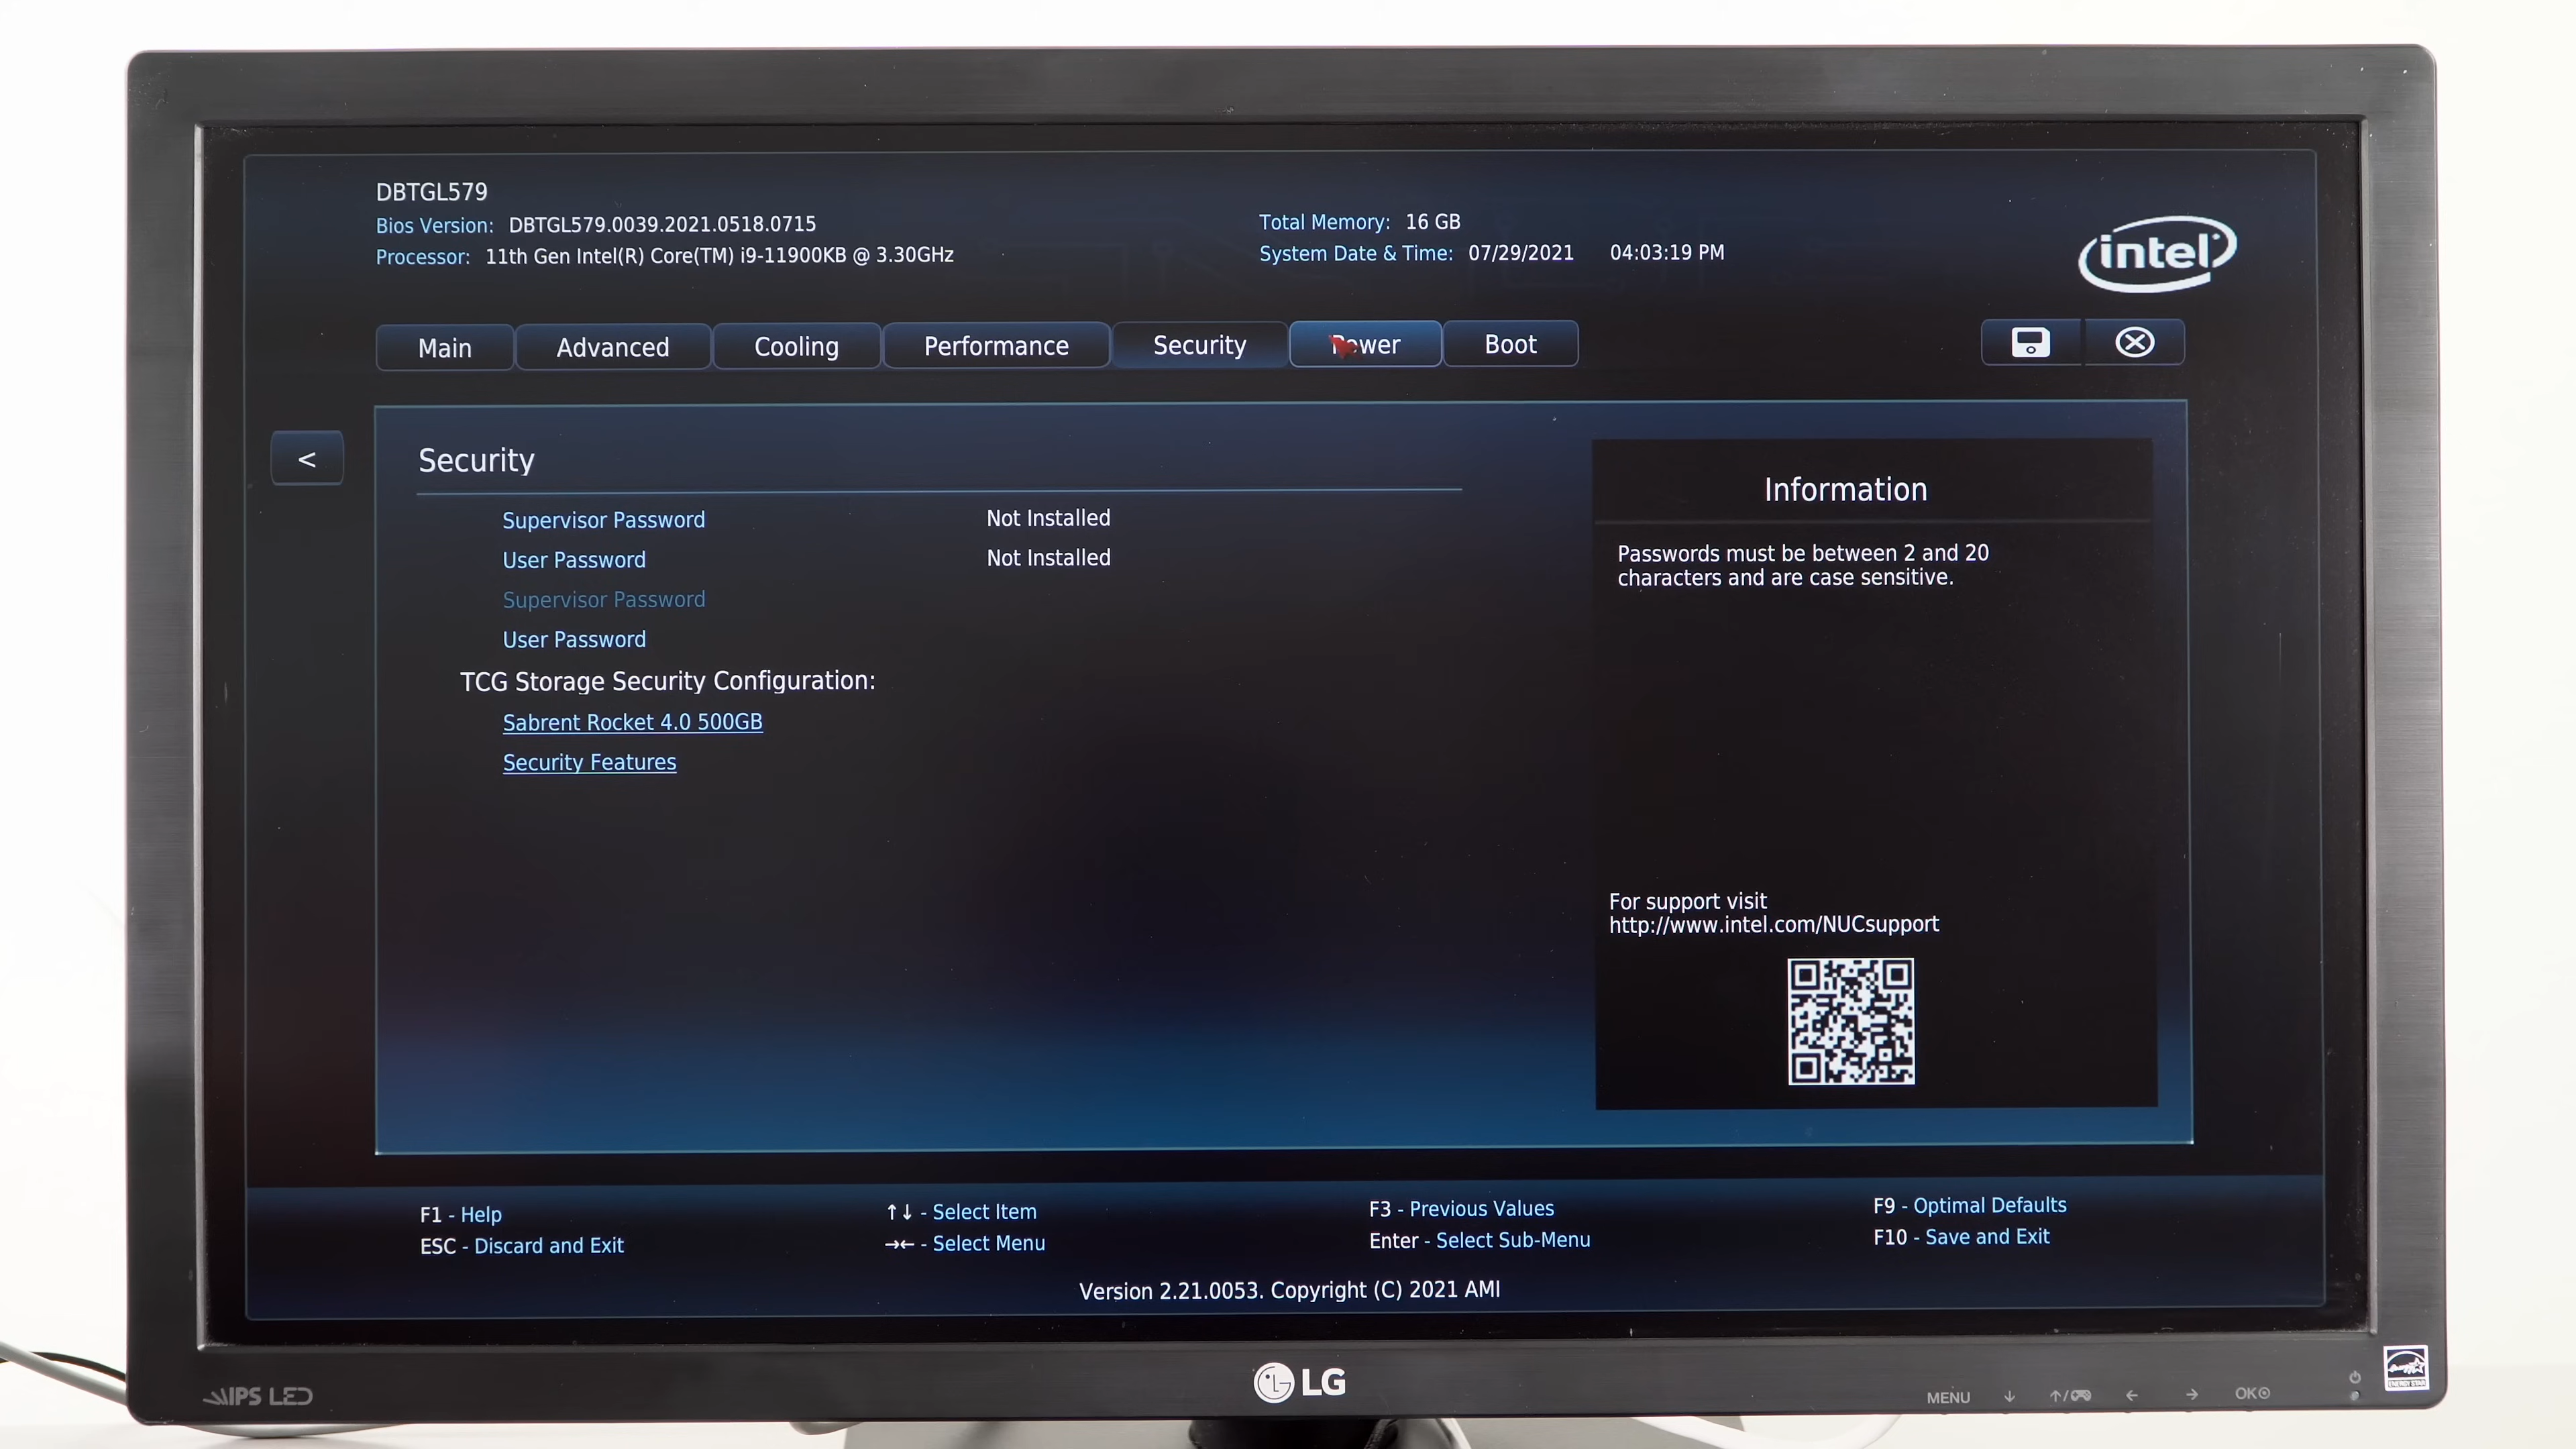 DBTGL579
Bios Version: DBTGL579.0039.2021.0518.0715
Processor: 11th Gen Intel(R) Core(TM) i9-11900KB @ 3.30GHz
Total Memory: 16 GB
System Date & Time: 07/29/2021 04:03:19 PM
intel
Main Advanced Cooling Performance Security Power Boot
<
Security
Supervisor Password Not Installed
User Password Not Installed
Supervisor Password
User Password
TCG Storage Security Configuration:
Sabrent Rocket 4.0 500GB
Security Features
Information
Passwords must be between 2 and 20
characters and are case sensitive.
For support visit
http://www.intel.com/NUCsupport
F1 - Help ↑↓ - Select Item F3 - Previous Values F9 - Optimal Defaults
ESC - Discard and Exit →← - Select Menu Enter - Select Sub-Menu F10 - Save and Exit
Version 2.21.0053. Copyright (C) 2021 AMI
IPS LED
LG
MENU ↓ ↑/ ← → OK
ENERGY STAR